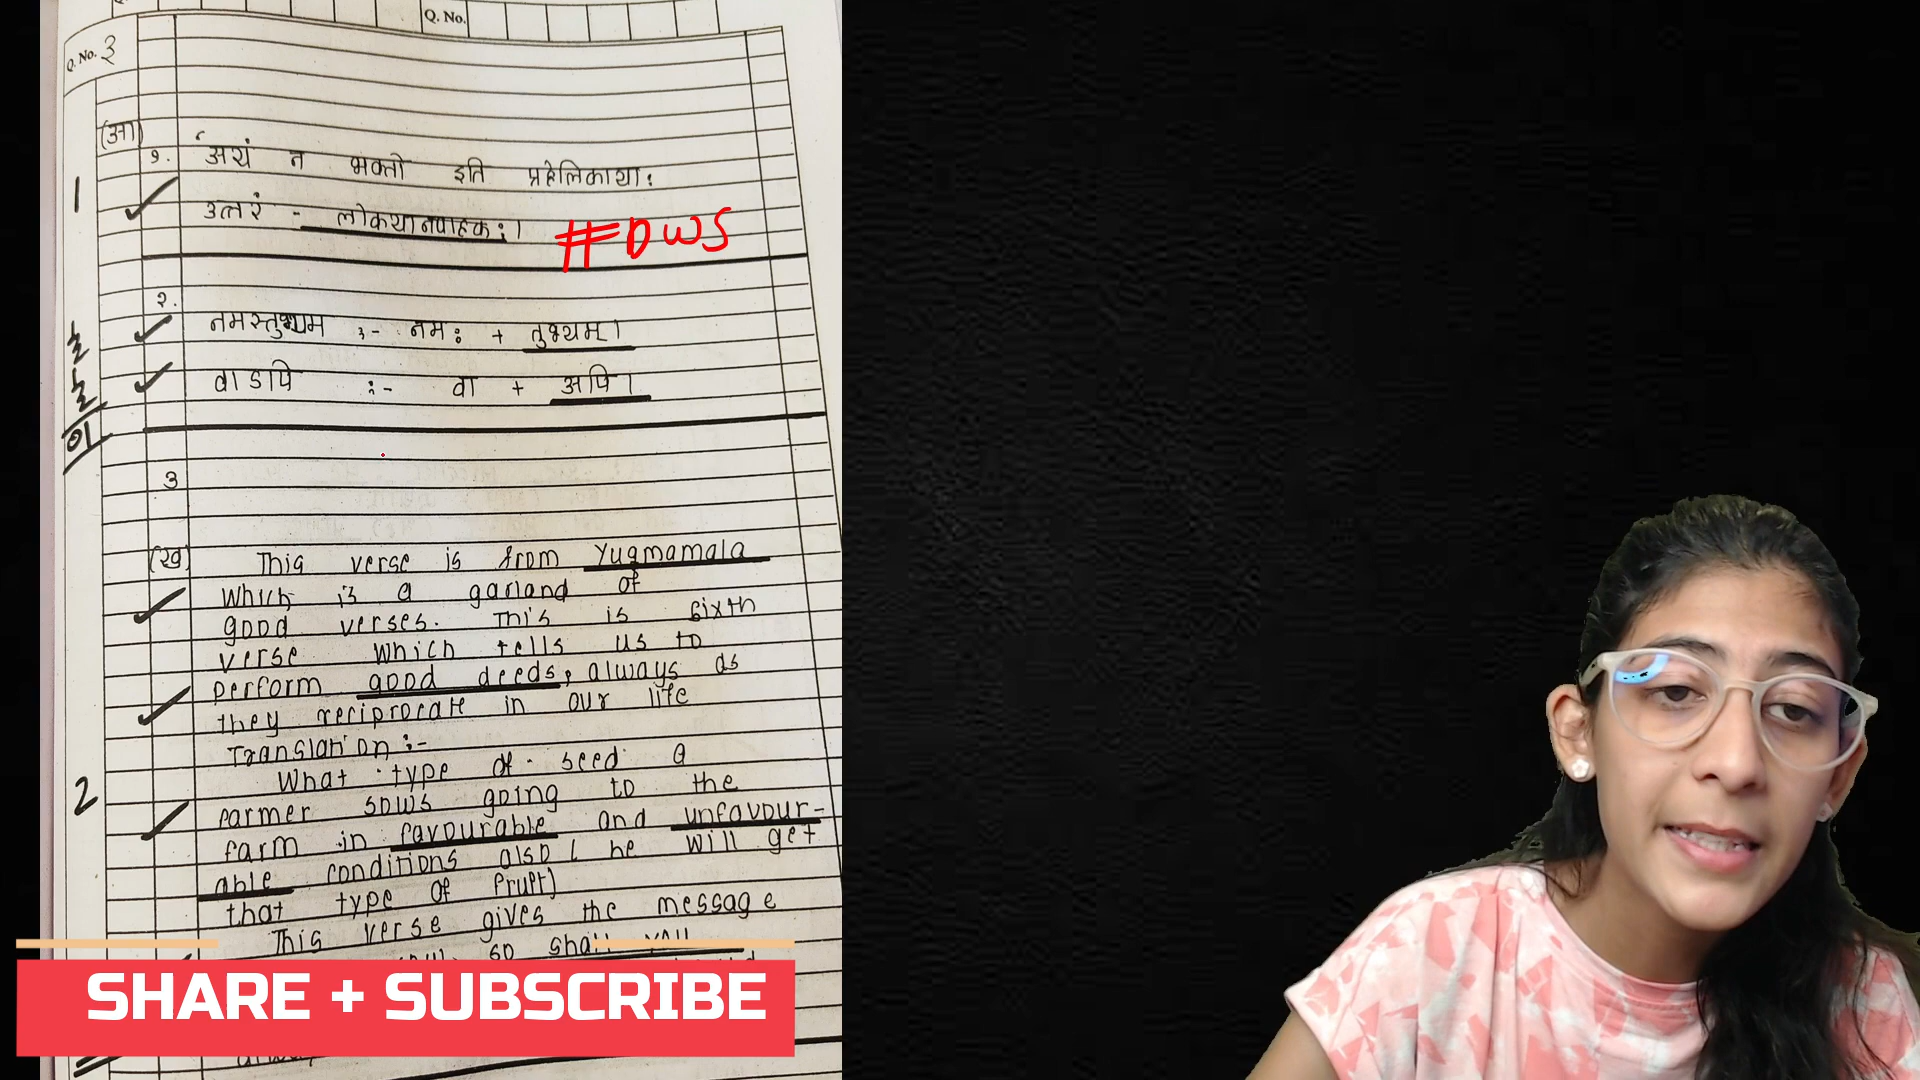 Q. No.
Q. No. ३
(आ)
१. 'अयं न भक्तो इति प्रहेलिकायाः
1
उत्तरं - लोकयानवाहकः।
#DWS
२.
नमस्तुभ्यम :- नमः + तुभ्यम्।
वाऽपि :- वा + अपि।
01
3
(ख) This verse is from Yugmamala
which is a garland of
good verses. This is sixth
verse which tells us to
perform good deeds, always as
they reciprocate in our life
Translation :-
What type of seed a
farmer sows going to the
2
farm in favourable and unfavour-
able conditions also ( he will get
that type of fruit)
This verse gives the message
so shall you
SHARE + SUBSCRIBE